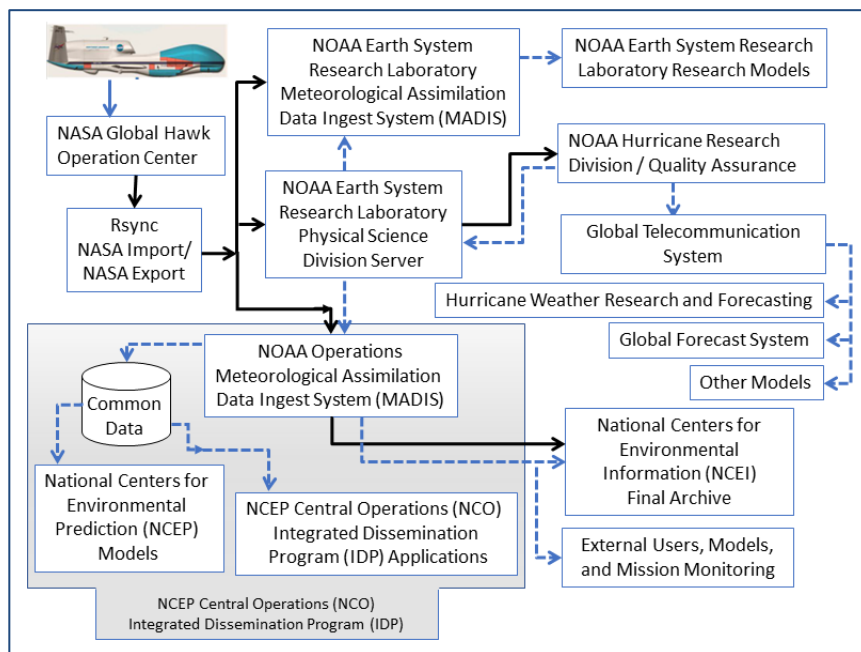 NOAA Earth System
Research Laboratory
Meteorological Assimilation
Data Ingest System (MADIS)
NOAA Earth System Research
Laboratory Research Models
NASA Global Hawk
Operation Center
NOAA Hurricane Research
Division / Quality Assurance
NOAA Earth System
Research Laboratory
Physical Science
Division Server
Rsync
NASA Import/
NASA Export
Global Telecommunication
System
Hurricane Weather Research and Forecasting
Global Forecast System
Other Models
NOAA Operations
Meteorological Assimilation
Data Ingest System (MADIS)
Common
Data
National Centers for
Environmental
Information (NCEI)
Final Archive
National Centers for
Environmental
Prediction (NCEP)
Models
NCEP Central Operations (NCO)
Integrated Dissemination
Program (IDP) Applications
External Users, Models,
and Mission Monitoring
NCEP Central Operations (NCO)
Integrated Dissemination Program (IDP)